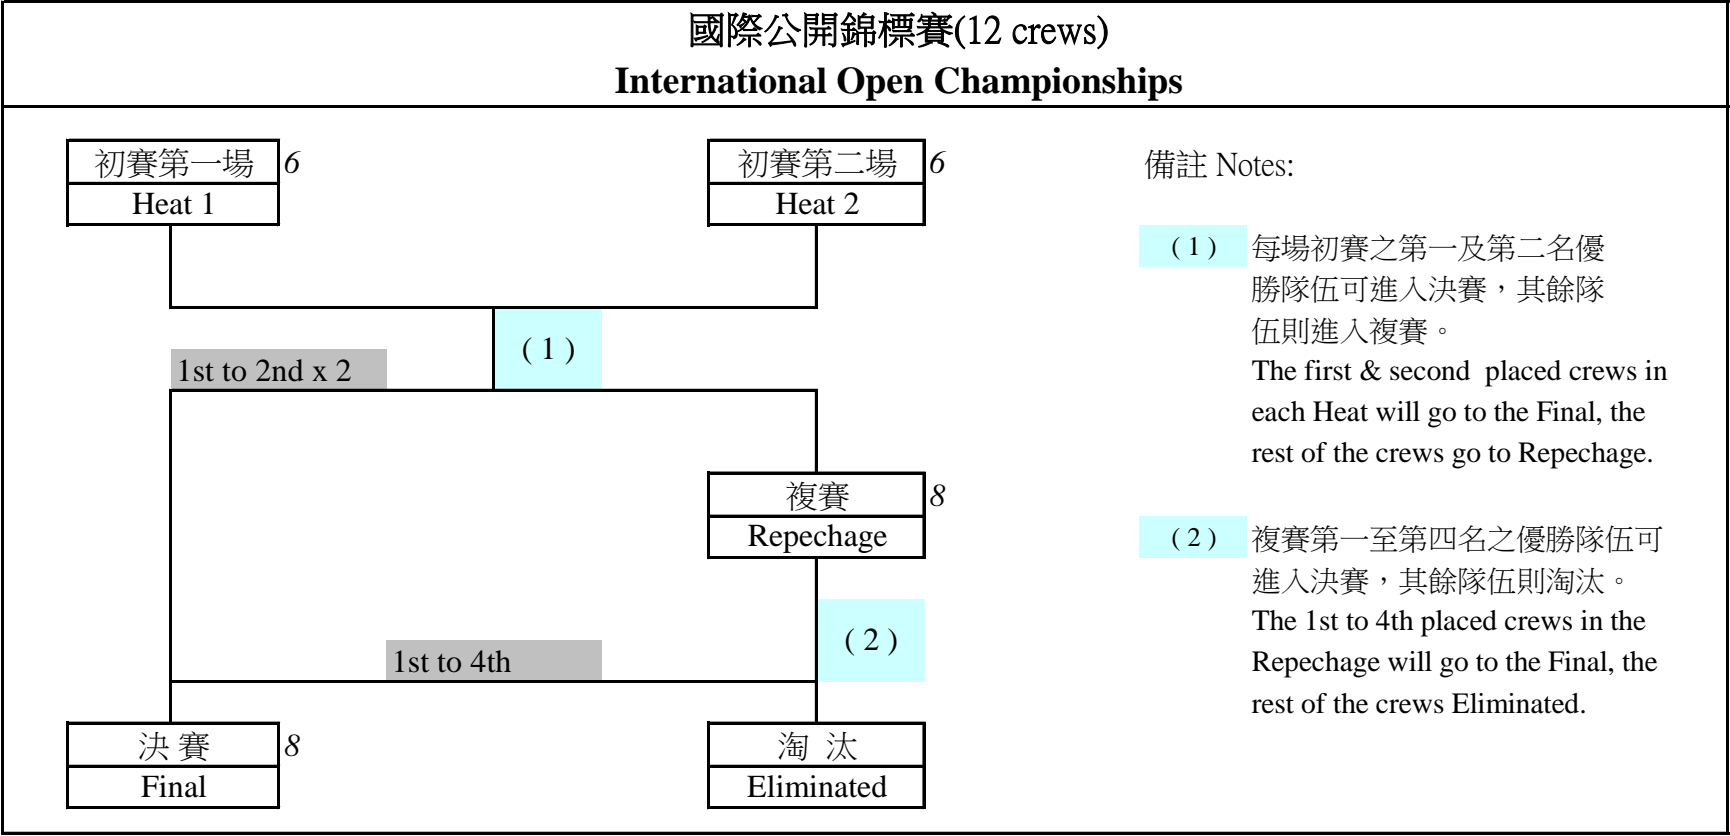 國際公開錦標賽(12 crews)
International Open Championships
初賽第一場 6
Heat 1
初賽第二場 6
Heat 2
( 1 )
1st to 2nd x 2
複賽 8
Repechage
( 2 )
1st to 4th
決 賽 8
Final
淘 汰
Eliminated
備註 Notes:
( 1 ) 每場初賽之第一及第二名優
勝隊伍可進入決賽，其餘隊
伍則進入複賽。
The first & second placed crews in
each Heat will go to the Final, the
rest of the crews go to Repechage.
( 2 ) 複賽第一至第四名之優勝隊伍可
進入決賽，其餘隊伍則淘汰。
The 1st to 4th placed crews in the
Repechage will go to the Final, the
rest of the crews Eliminated.